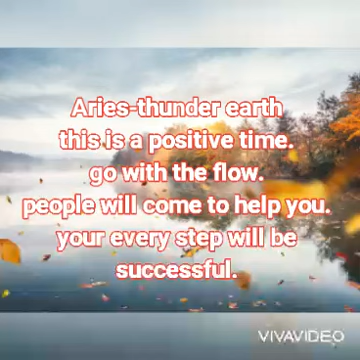 Aries-thunder earth
this is a positive time.
go with the flow.
people will come to help you.
your every step will be
successful.
VIVAVIDEO